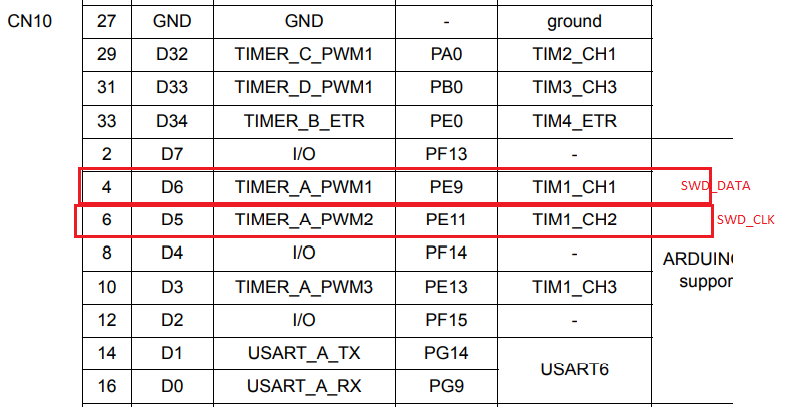 CN10 27 GND GND - ground
29 D32 TIMER_C_PWM1 PA0 TIM2_CH1
31 D33 TIMER_D_PWM1 PB0 TIM3_CH3
33 D34 TIMER_B_ETR PE0 TIM4_ETR
2 D7 I/O PF13 -
4 D6 TIMER_A_PWM1 PE9 TIM1_CH1 SWD_DATA
6 D5 TIMER_A_PWM2 PE11 TIM1_CH2 SWD_CLK
8 D4 I/O PF14 -
ARDUINO
suppor
10 D3 TIMER_A_PWM3 PE13 TIM1_CH3
12 D2 I/O PF15 -
14 D1 USART_A_TX PG14
USART6
16 D0 USART_A_RX PG9